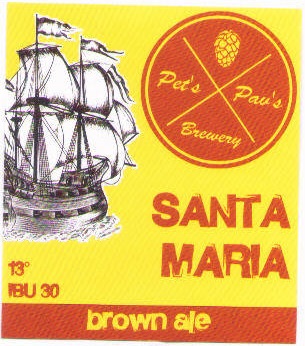 Pet's Pav's
Brewery
SANTA
MARIA
13°
IBU 30
brown ale